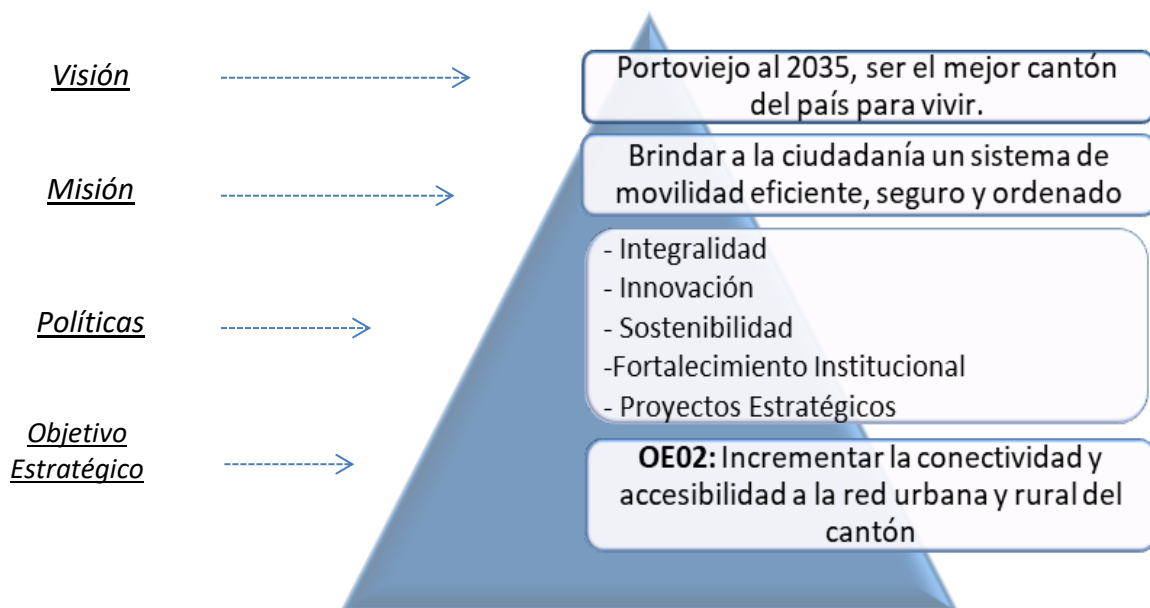 Visión
Portoviejo al 2035, ser el mejor cantón
del país para vivir.
Misión
Brindar a la ciudadanía un sistema de
movilidad eficiente, seguro y ordenado
Políticas
- Integralidad
- Innovación
- Sostenibilidad
-Fortalecimiento Institucional
- Proyectos Estratégicos
Objetivo
Estratégico
OE02: Incrementar la conectividad y
accesibilidad a la red urbana y rural del
cantón